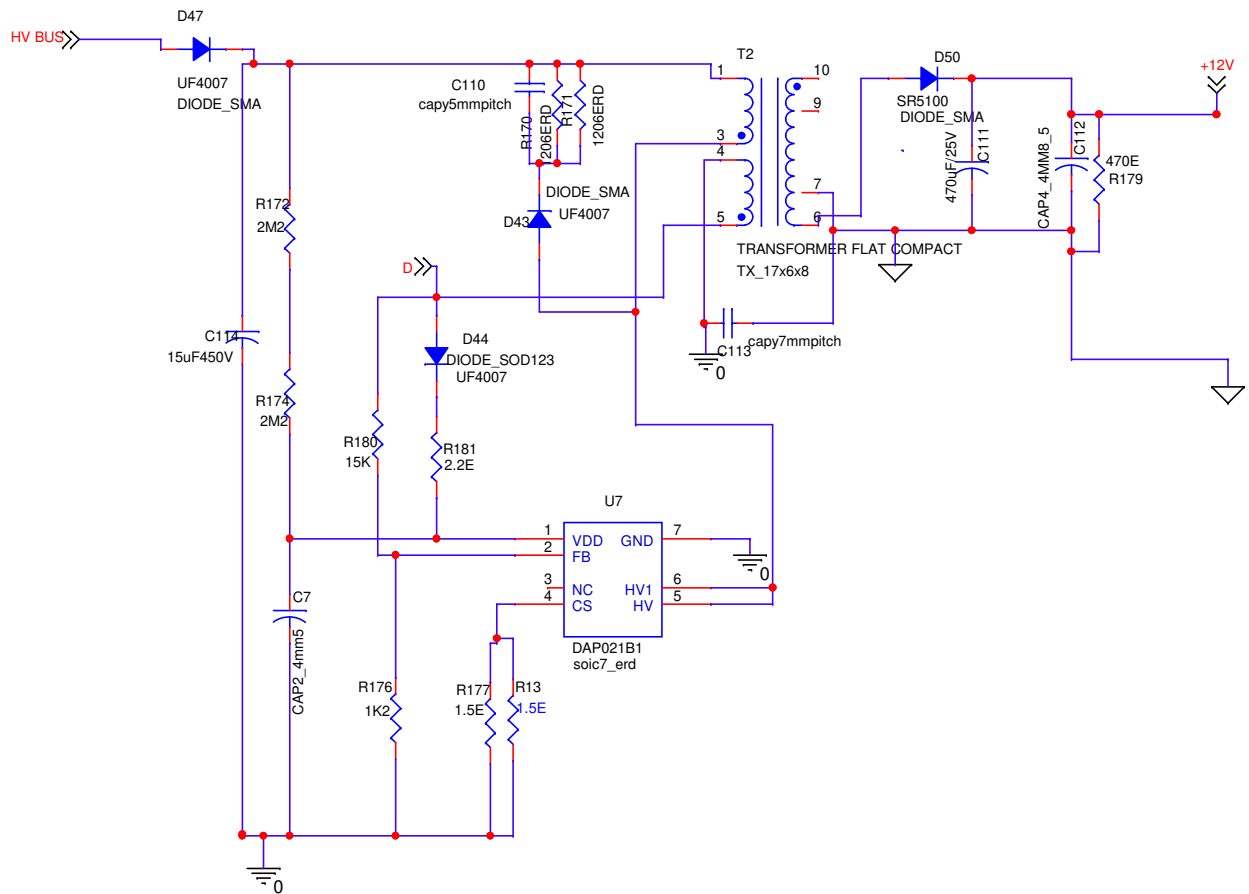 D47
HV BUS
UF4007
DIODE_SMA
C110
capy5mmpitch
R170
206ERD
R171
1206ERD
T2
1
3
4
5
10
9
7
6
D50
SR5100
DIODE_SMA
+12V
470uF/25V
C111
CAP4_4MM8_5
C112
470E
R179
TRANSFORMER FLAT COMPACT
TX_17x6x8
DIODE_SMA
UF4007
D43
R172
2M2
D
C114
15uF450V
D44
DIODE_SOD123
UF4007
C113
capy7mmpitch
0
R174
2M2
R180
15K
R181
2.2E
U7
1
2
3
4
VDD
FB
NC
CS
GND
HV1
HV
7
6
5
0
DAP021B1
soic7_erd
C7
CAP2_4mm5
R176
1K2
R177
1.5E
R13
1.5E
0